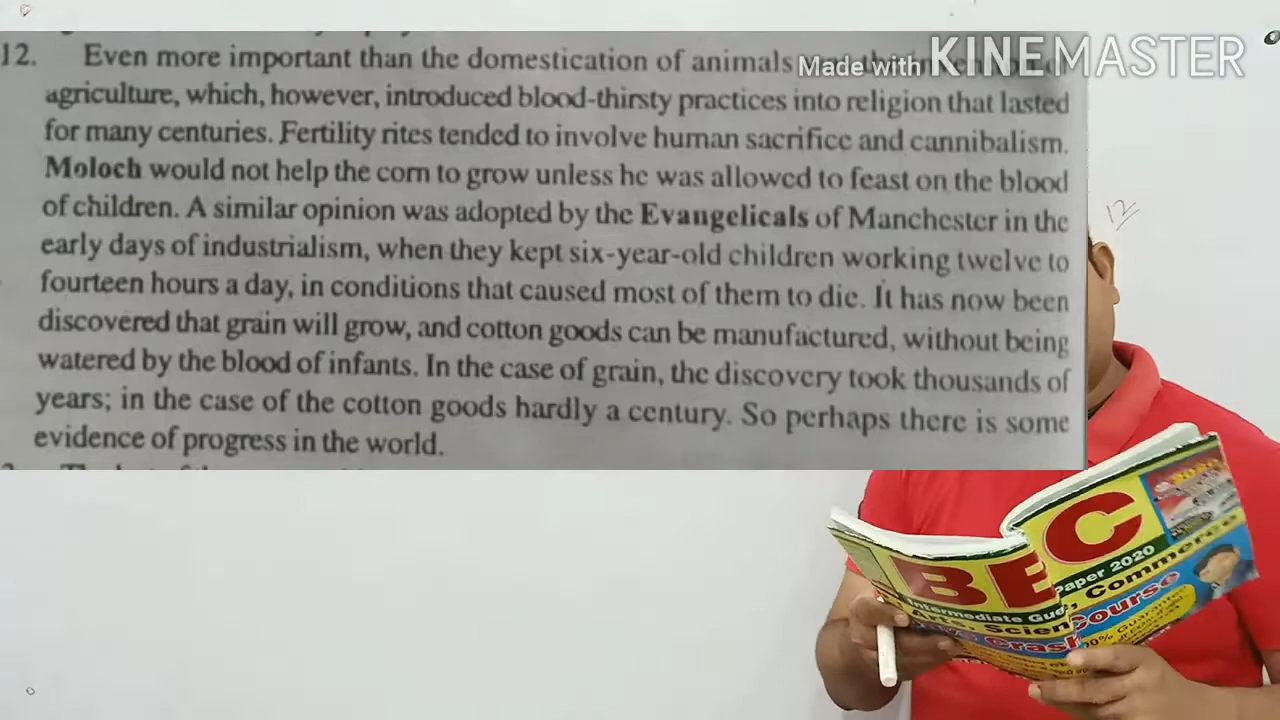 12. Even more important than the domestication of animals
Made with KINEMASTER
agriculture, which, however, introduced blood-thirsty practices into religion that lasted
for many centuries. Fertility rites tended to involve human sacrifice and cannibalism.
Moloch would not help the corn to grow unless he was allowed to feast on the blood
of children. A similar opinion was adopted by the Evangelicals of Manchester in the
early days of industrialism, when they kept six-year-old children working twelve to
fourteen hours a day, in conditions that caused most of them to die. It has now been
discovered that grain will grow, and cotton goods can be manufactured, without being
watered by the blood of infants. In the case of grain, the discovery took thousands of
years; in the case of the cotton goods hardly a century. So perhaps there is some
evidence of progress in the world.
12
BEC
Paper 2020
Intermediate
Arts, Scien , Commerce
Crash Course
100% Guarante